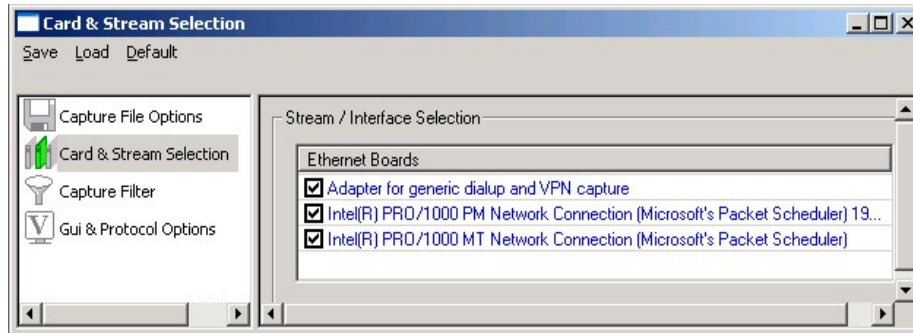 Card & Stream Selection
Save Load Default
Capture File Options
Card & Stream Selection
Capture Filter
V Gui & Protocol Options
Stream / Interface Selection
Ethernet Boards
Adapter for generic dialup and VPN capture
Intel(R) PRO/1000 PM Network Connection (Microsoft's Packet Scheduler) 19...
Intel(R) PRO/1000 MT Network Connection (Microsoft's Packet Scheduler)